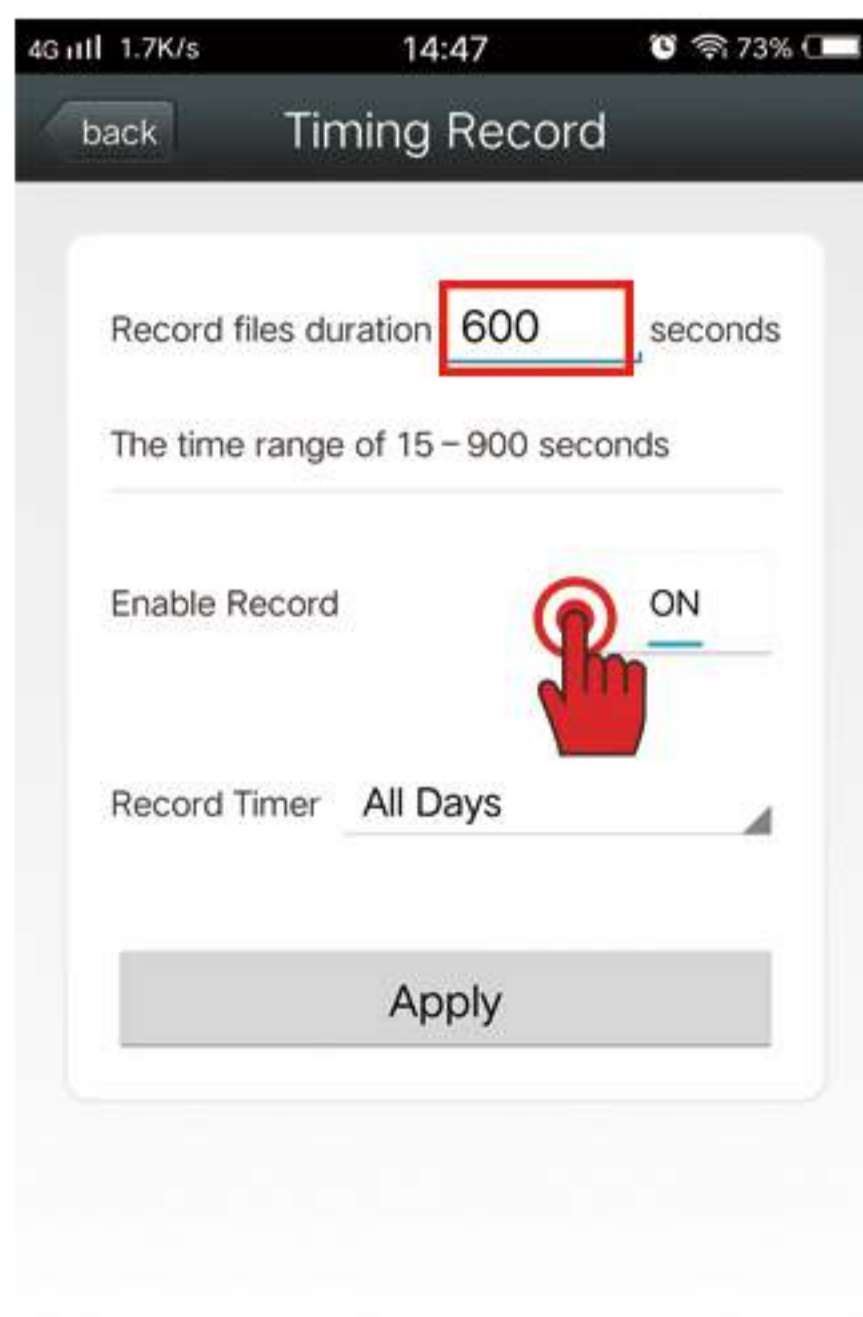 4G 1.7K/s 14:47 73%
back Timing Record
Record files duration 600 seconds
The time range of 15 – 900 seconds
Enable Record ON
Record Timer All Days
Apply